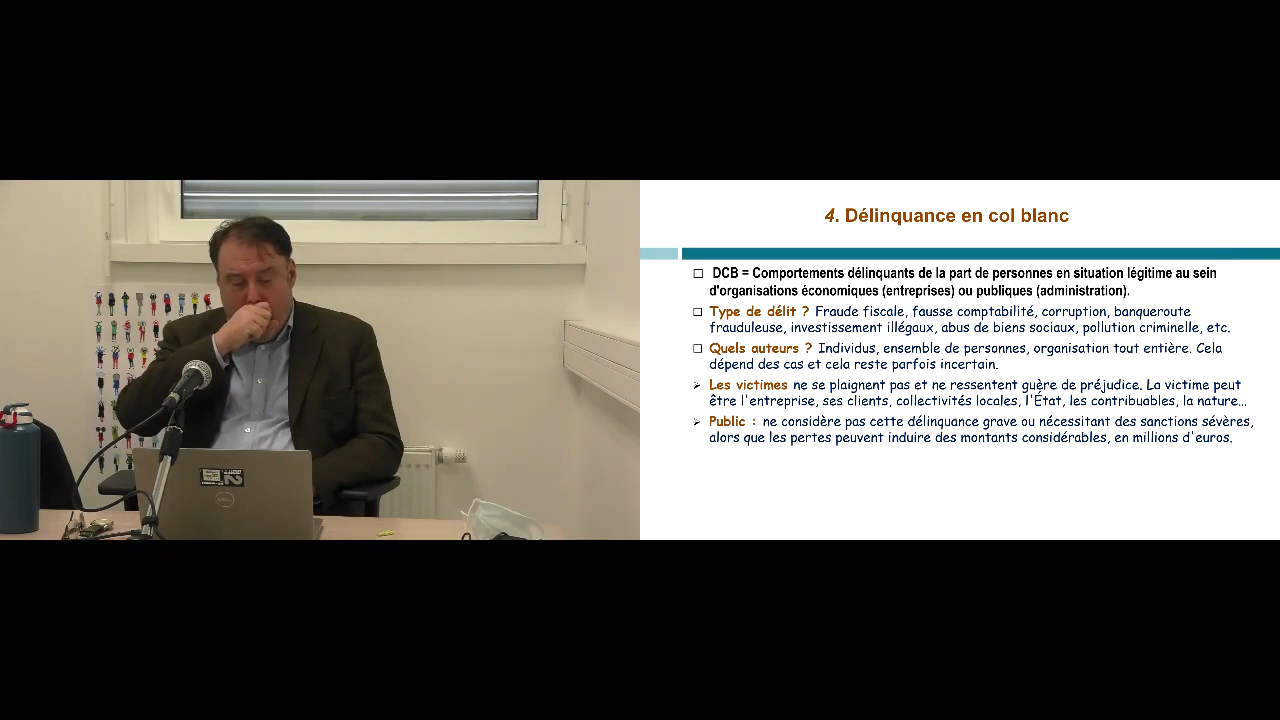 4. Délinquance en col blanc
DCB = Comportements délinquants de la part de personnes en situation légitime au sein
d'organisations économiques (entreprises) ou publiques (administration).
Type de délit ? Fraude fiscale, fausse comptabilité, corruption, banqueroute
frauduleuse, investissement illégaux, abus de biens sociaux, pollution criminelle, etc.
Quels auteurs ? Individus, ensemble de personnes, organisation tout entière. Cela
dépend des cas et cela reste parfois incertain.
Les victimes ne se plaignent pas et ne ressentent guère de préjudice. La victime peut
être l'entreprise, ses clients, collectivités locales, l'État, les contribuables, la nature…
Public : ne considère pas cette délinquance grave ou nécessitant des sanctions sévères,
alors que les pertes peuvent induire des montants considérables, en millions d'euros.
DELL